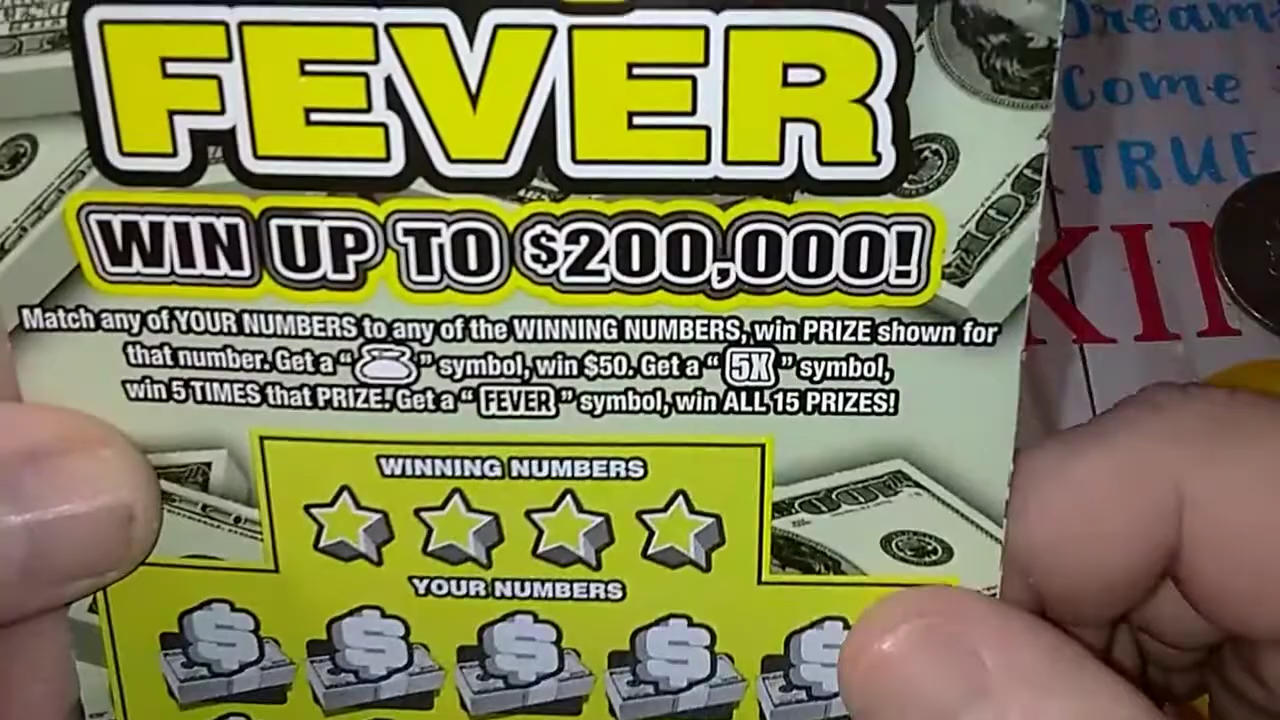 FEVER
WIN UP TO $200,000!
Match any of YOUR NUMBERS to any of the WINNING NUMBERS, win PRIZE shown for
that number. Get a " " symbol, win $50. Get a " 5X " symbol,
win 5 TIMES that PRIZE. Get a " FEVER " symbol, win ALL 15 PRIZES!
WINNING NUMBERS
YOUR NUMBERS
$ $ $ $ $
Dream
Come
TRUE
KIN
100